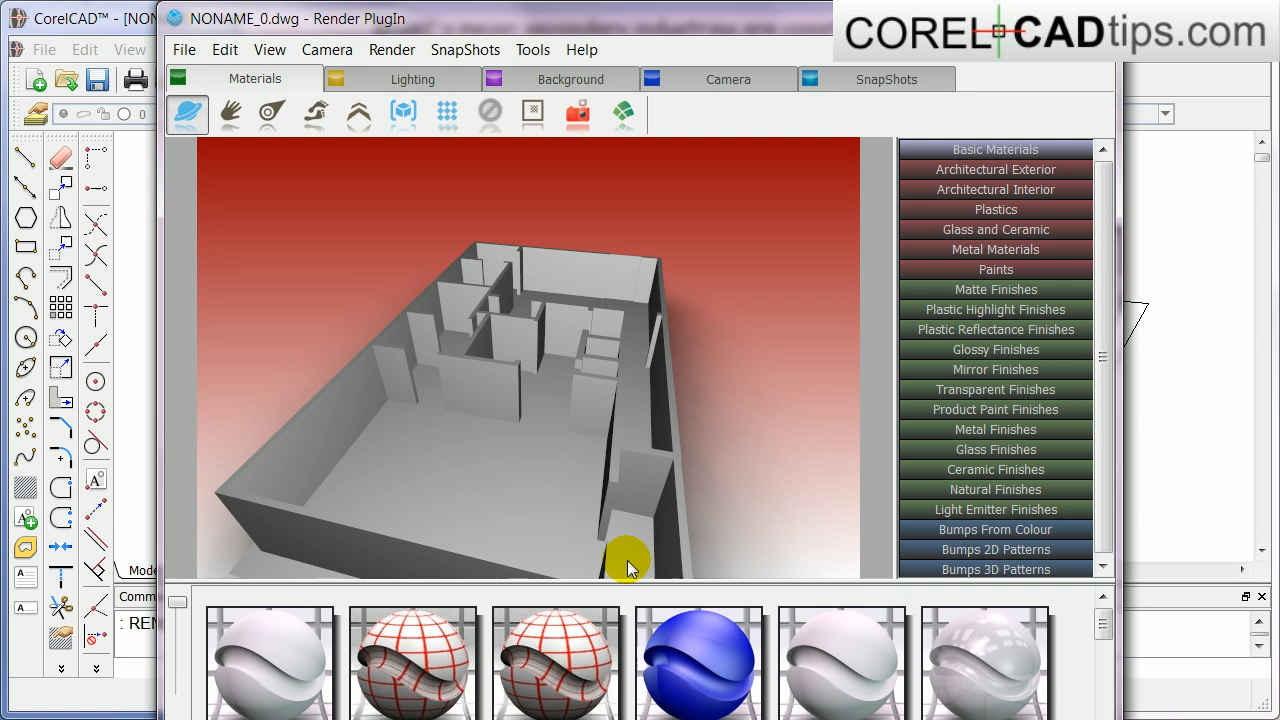 CorelCAD™ - [NON
NONAME_0.dwg - Render PlugIn
COREL CADtips.com
File Edit View
File Edit View Camera Render SnapShots Tools Help
Materials Lighting Background Camera SnapShots
0
Basic Materials
Architectural Exterior
Architectural Interior
Plastics
Glass and Ceramic
Metal Materials
Paints
Matte Finishes
Plastic Highlight Finishes
Plastic Reflectance Finishes
Glossy Finishes
Mirror Finishes
Transparent Finishes
Product Paint Finishes
Metal Finishes
Glass Finishes
Ceramic Finishes
Natural Finishes
Light Emitter Finishes
Bumps From Colour
Bumps 2D Patterns
Bumps 3D Patterns
Mode
Comm
: REN